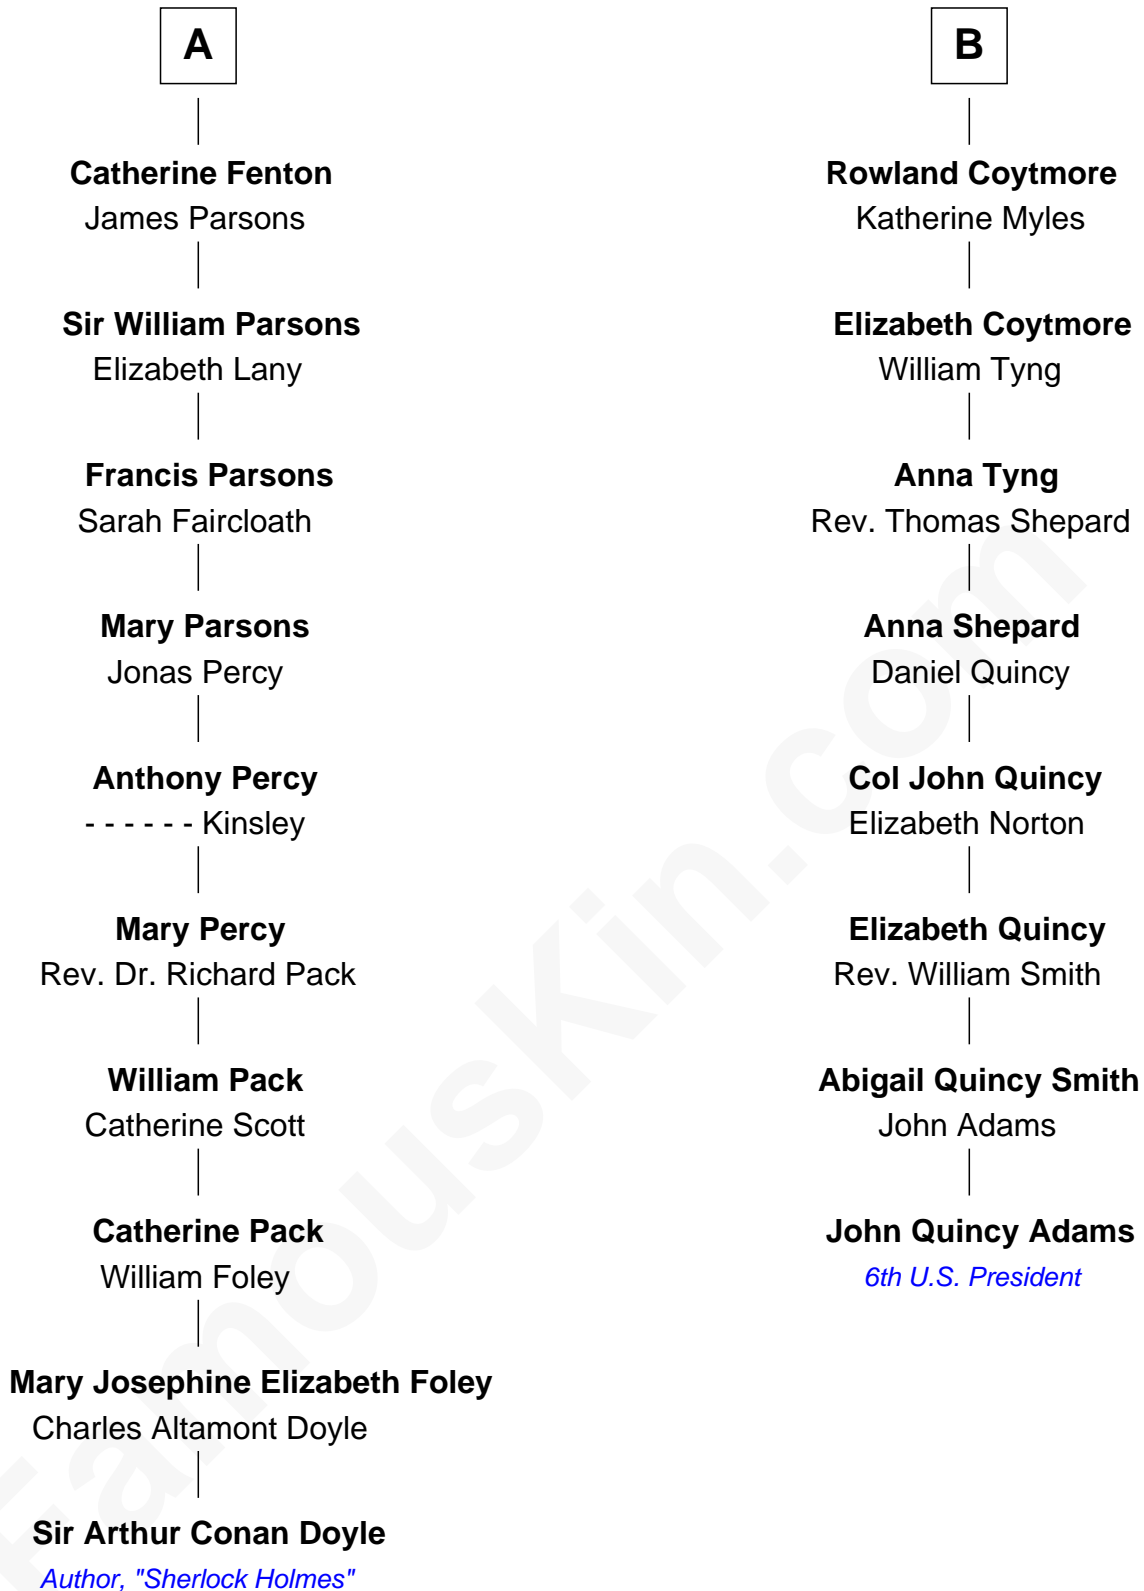 A
Catherine Fenton
James Parsons
Sir William Parsons
Elizabeth Lany
Francis Parsons
Sarah Faircloath
Mary Parsons
Jonas Percy
Anthony Percy
- - - - - - Kinsley
Mary Percy
Rev. Dr. Richard Pack
William Pack
Catherine Scott
Catherine Pack
William Foley
Mary Josephine Elizabeth Foley
Charles Altamont Doyle
Sir Arthur Conan Doyle
Author, "Sherlock Holmes"
B
Rowland Coytmore
Katherine Myles
Elizabeth Coytmore
William Tyng
Anna Tyng
Rev. Thomas Shepard
Anna Shepard
Daniel Quincy
Col John Quincy
Elizabeth Norton
Elizabeth Quincy
Rev. William Smith
Abigail Quincy Smith
John Adams
John Quincy Adams
6th U.S. President
FamousKin.com